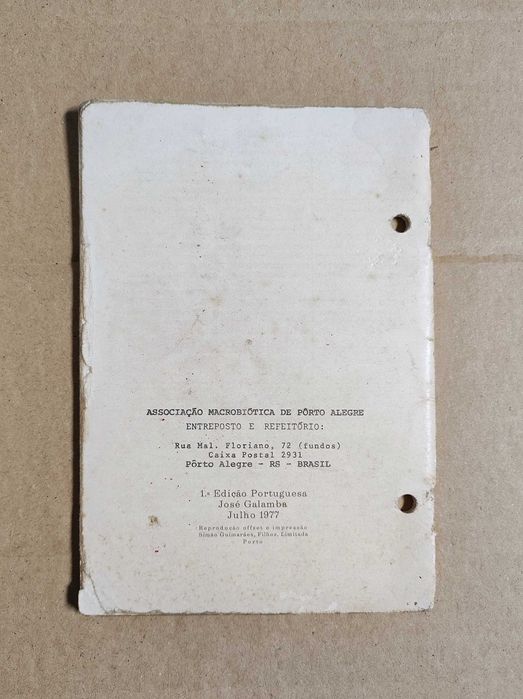 ASSOCIAÇÃO MACROBIÓTICA DE PÔRTO ALEGRE
ENTREPOSTO E REFEITÓRIO:
Rua Mal. Floriano, 72 (fundos)
Caixa Postal 2931
Pôrto Alegre - RS - BRASIL
1.ª Edição Portuguesa
José Galamba
Julho 1977
Reprodução offset e impressão
Simão Guimarães, Filhos, Limitada
Porto